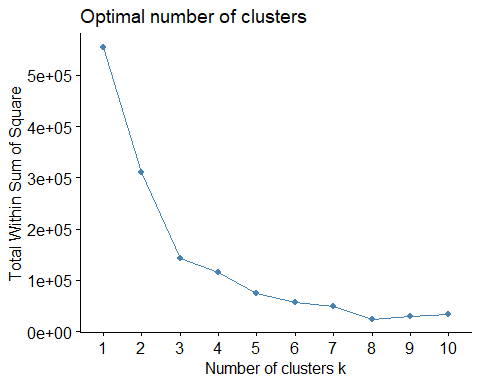 Optimal number of clusters
Total Within Sum of Square
5e+05
4e+05
3e+05
2e+05
1e+05
0e+00
1 2 3 4 5 6 7 8 9 10
Number of clusters k